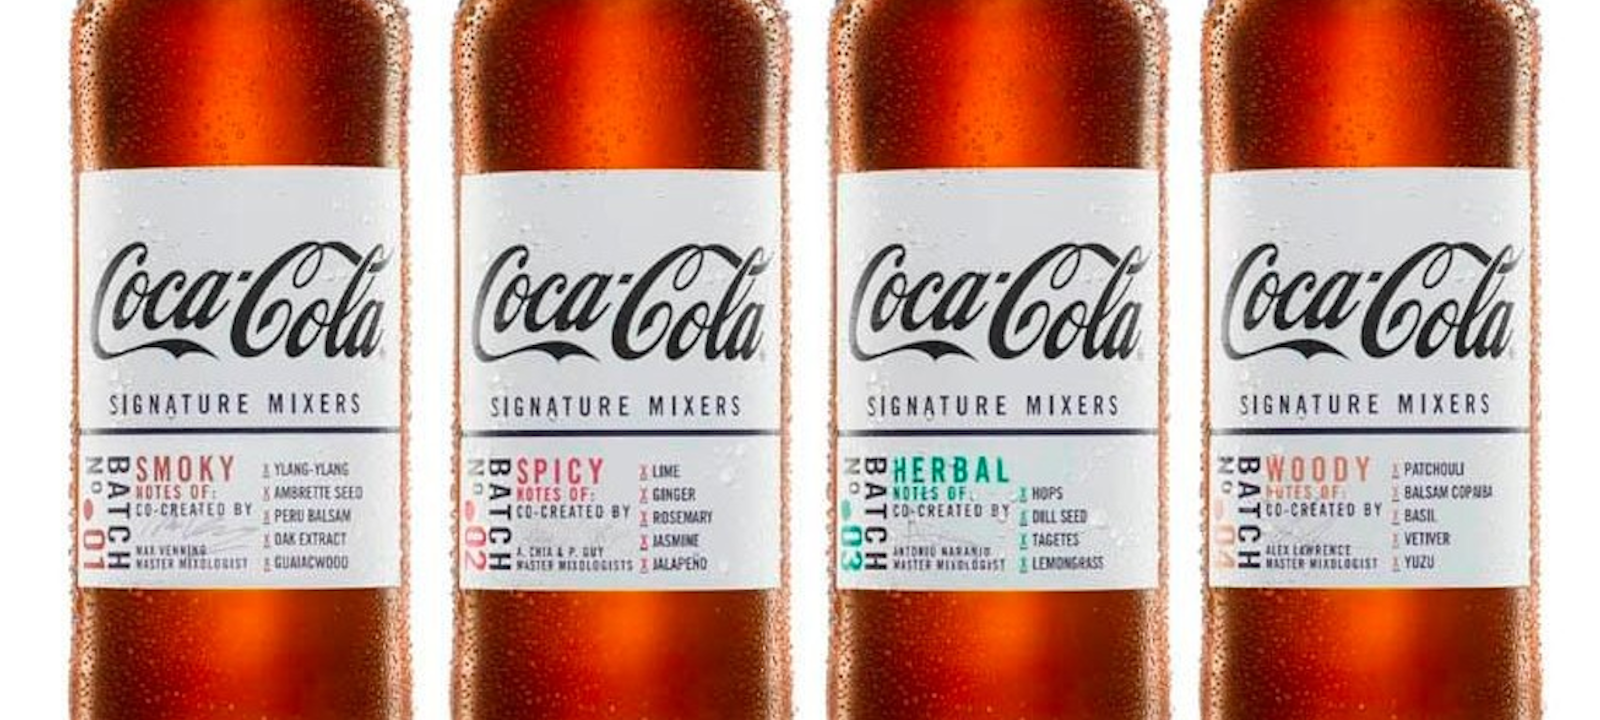 Coca-Cola
SIGNATURE MIXERS
BATCH
No. 01
SMOKY
NOTES OF:
CO-CREATED BY
MAX VENNING
MASTER MIXOLOGIST
YLANG-YLANG
AMBRETTE SEED
PERU BALSAM
OAK EXTRACT
GUAIACWOOD
Coca-Cola
SIGNATURE MIXERS
BATCH
No. 02
SPICY
NOTES OF:
CO-CREATED BY
A. CHIA & P. GUY
MASTER MIXOLOGISTS
LIME
GINGER
ROSEMARY
JASMINE
JALAPEÑO
Coca-Cola
SIGNATURE MIXERS
BATCH
No. 03
HERBAL
NOTES OF:
CO-CREATED BY
ANTONIO NARANJO
MASTER MIXOLOGIST
HOPS
DILL SEED
TAGETES
LEMONGRASS
Coca-Cola
SIGNATURE MIXERS
BATCH
No. 04
WOODY
NOTES OF:
CO-CREATED BY
ALEX LAWRENCE
MASTER MIXOLOGIST
PATCHOULI
BALSAM COPAIBA
BASIL
VETIVER
YUZU